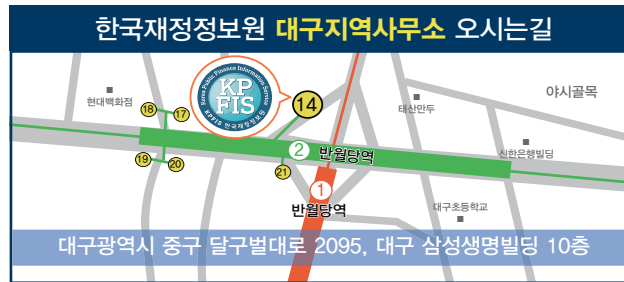 한국재정정보원 대구지역사무소 오시는길
Korea Public Finance Information Service
KP
FIS
KPFIS 한국재정정보원
14
현대백화점
18
17
태산만두
야시골목
2
반월당역
신한은행빌딩
19
20
21
1
반월당역
대구초등학교
대구광역시 중구 달구벌대로 2095, 대구 삼성생명빌딩 10층